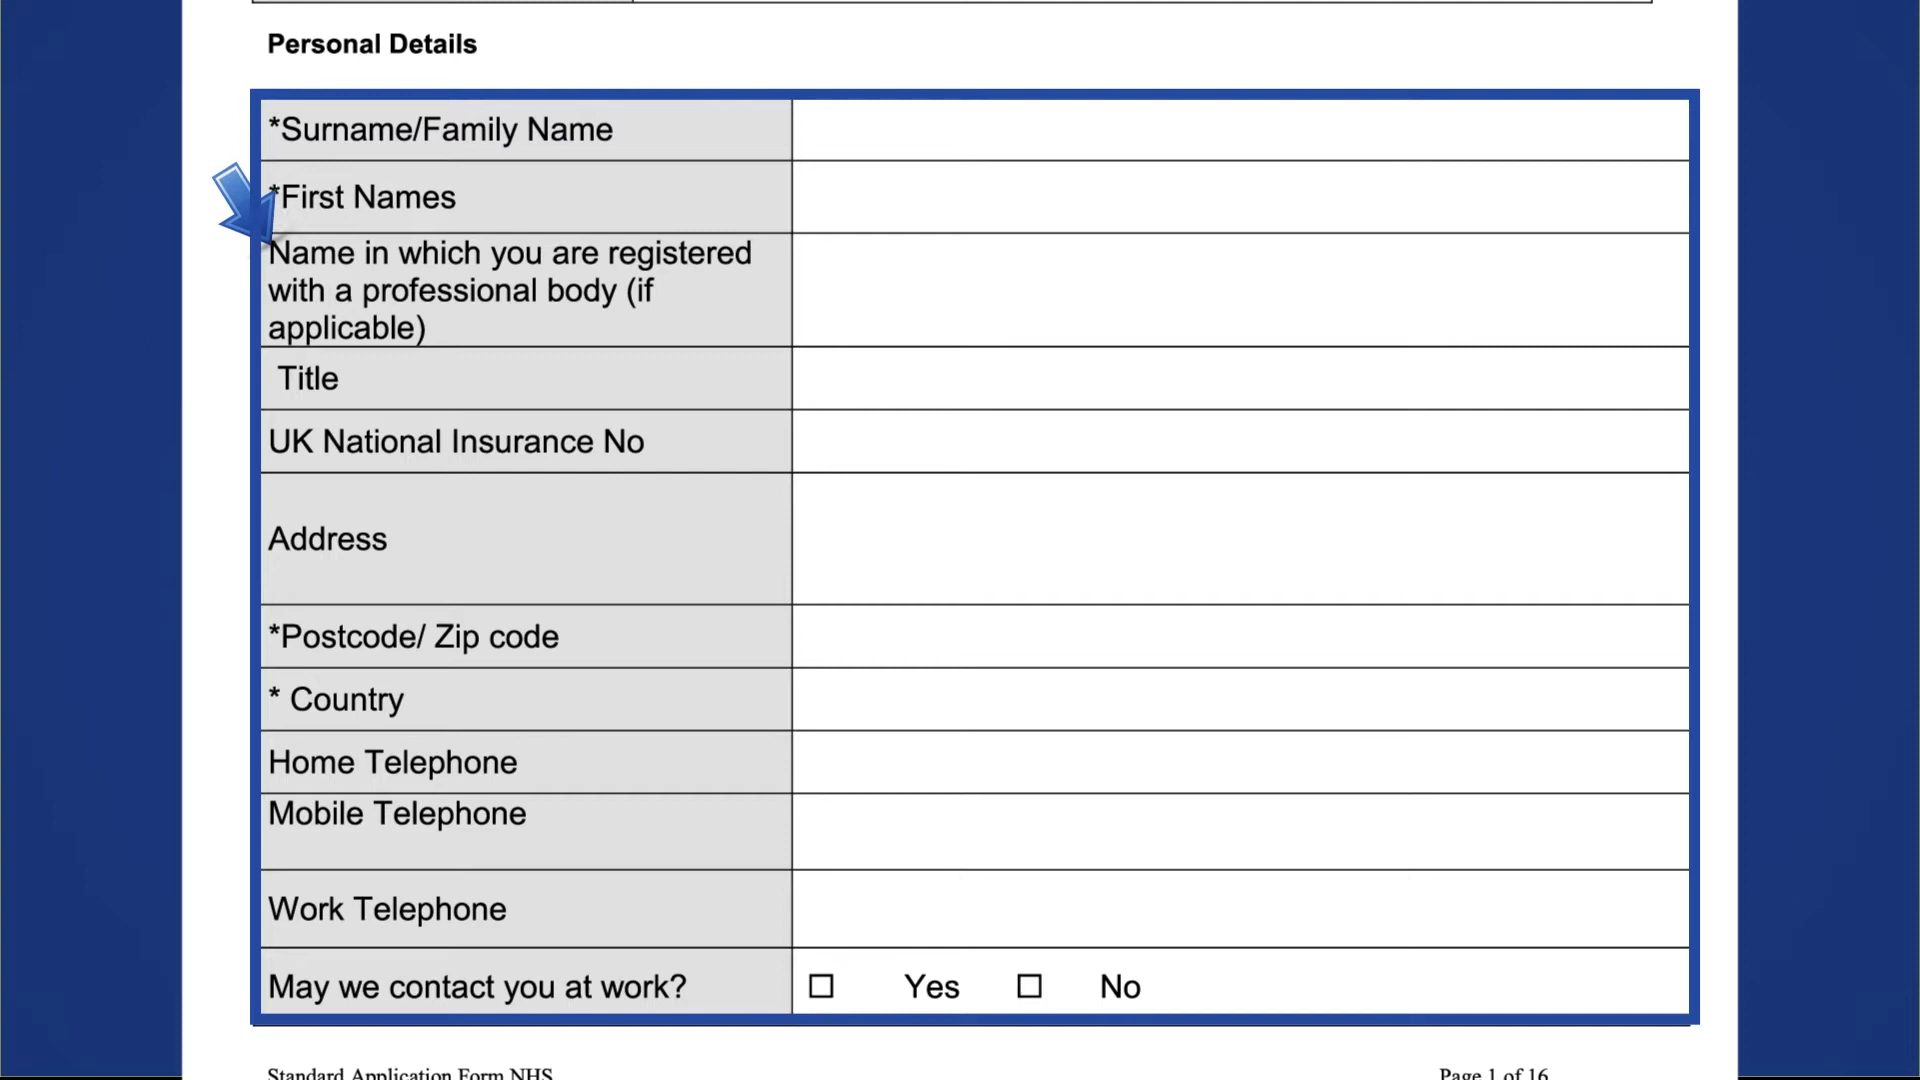 Personal Details
*Surname/Family Name
*First Names
Name in which you are registered
with a professional body (if
applicable)
Title
UK National Insurance No
Address
*Postcode/ Zip code
* Country
Home Telephone
Mobile Telephone
Work Telephone
May we contact you at work? ☐ Yes ☐ No
Standard Application Form NHS Page 1 of 16